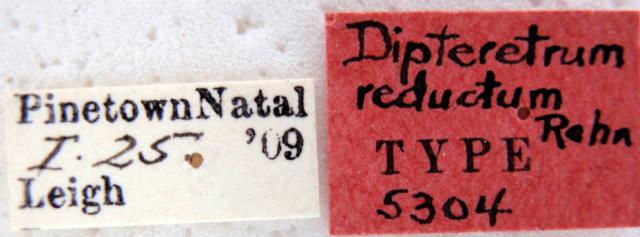 PinetownNatal
I. 25. '09
Leigh
Dipteretrum
reductum
Rehn
TYPE
5304